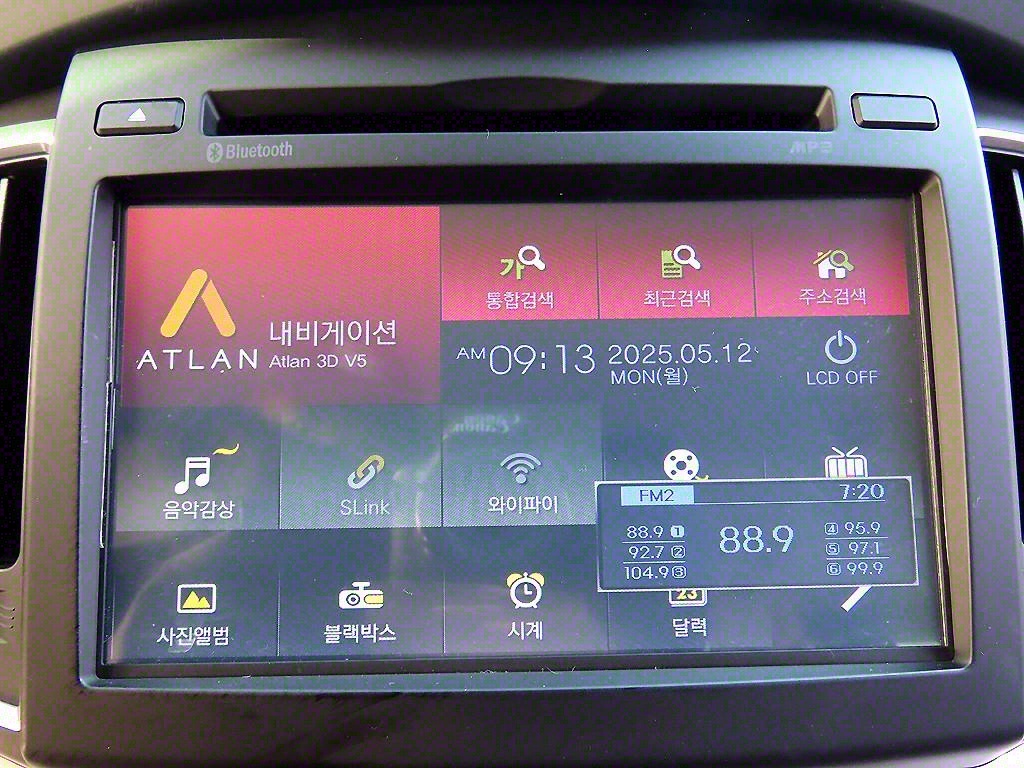 Bluetooth
MP3
ATLAN
내비게이션
Atlan 3D V5
가
통합검색
최근검색
주소검색
AM 09:13
2025.05.12
MON(월)
LCD OFF
음악감상
SLink
와이파이
FM2 7:20
88.9 1
92.7 2
104.9 3
88.9
4 95.9
5 97.1
6 99.9
사진앨범
블랙박스
시계
23
달력